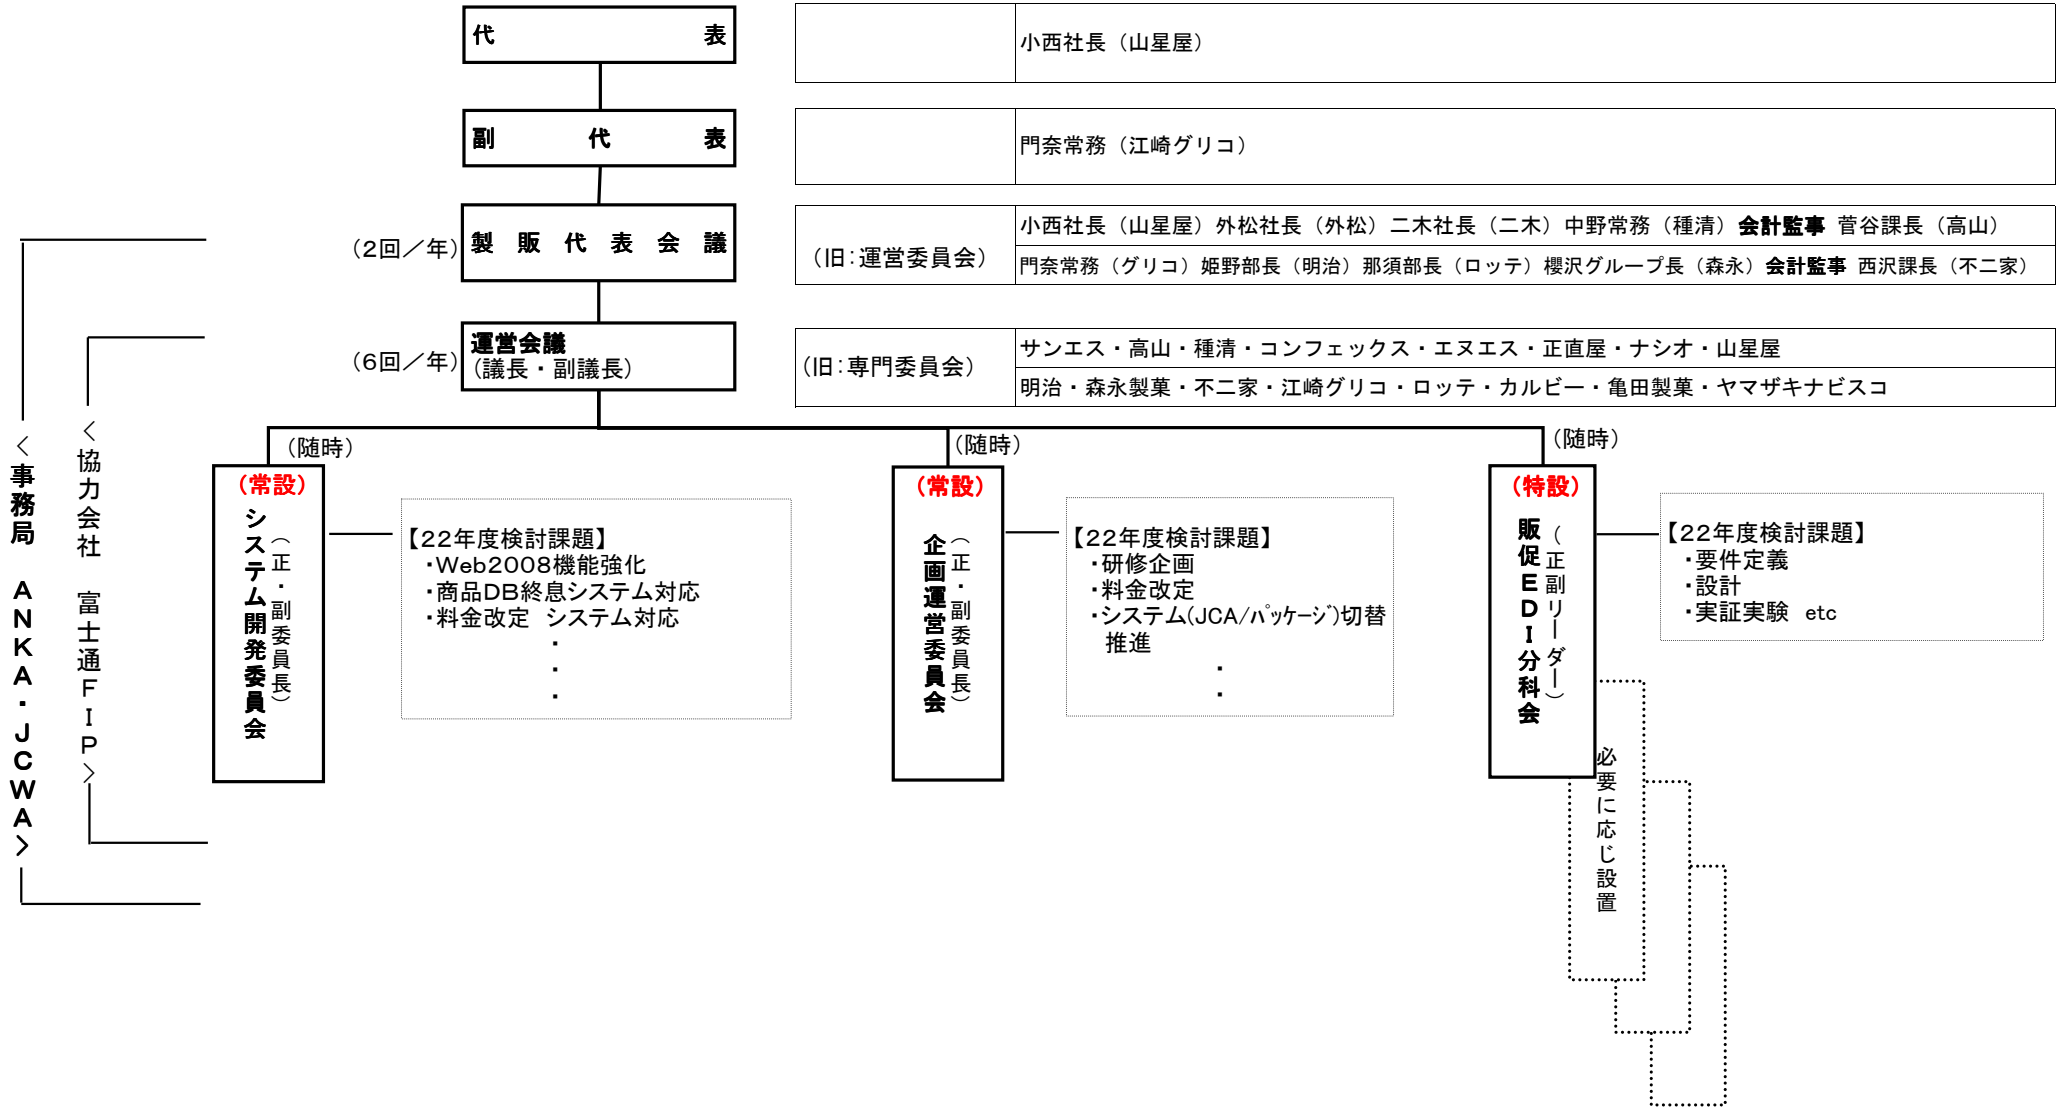 代 表
小西社長（山星屋）
副 代 表
門奈常務（江崎グリコ）
（2回／年）
製 販 代 表 会 議
（旧：運営委員会）
小西社長（山星屋）外松社長（外松）二木社長（二木）中野常務（種清）会計監事 菅谷課長（高山）
門奈常務（グリコ）姫野部長（明治）那須部長（ロッテ）櫻沢グループ長（森永）会計監事 西沢課長（不二家）
（6回／年）
運営会議
（議長・副議長）
（旧：専門委員会）
サンエス・高山・種清・コンフェックス・エヌエス・正直屋・ナシオ・山星屋
明治・森永製菓・不二家・江崎グリコ・ロッテ・カルビー・亀田製菓・ヤマザキナビスコ
＜事務局 ＡＮＫＡ・ＪＣＷＡ＞
＜協力会社 富士通ＦＩＰ＞
（随時）
（常設）
システム開発委員会
（正・副委員長）
【22年度検討課題】
・Web2008機能強化
・商品DB終息システム対応
・料金改定 システム対応
・
・
・
（随時）
（常設）
企画運営委員会
（正・副委員長）
【22年度検討課題】
・研修企画
・料金改定
・システム(JCA/ﾊﾟｯｹｰｼﾞ)切替
推進
・
・
（随時）
（特設）
販促ＥＤＩ分科会
（正副リーダー）
【22年度検討課題】
・要件定義
・設計
・実証実験 etc
必要に応じ設置